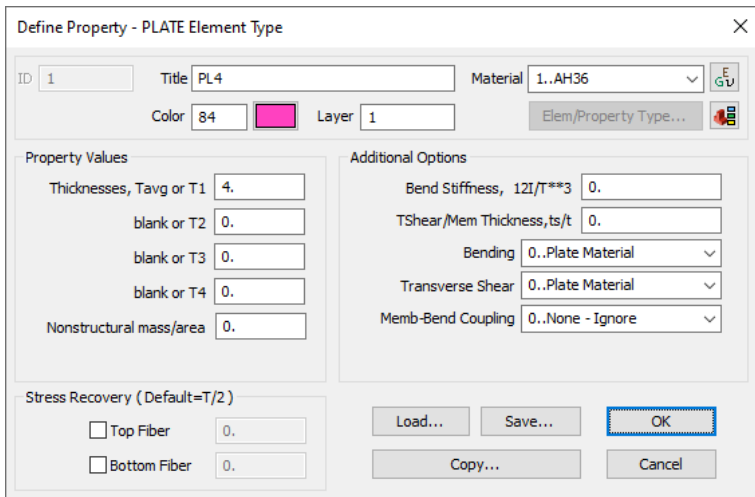 Define Property - PLATE Element Type
ID 1 Title PL4 Material 1..AH36
Color 84 Layer 1 Elem/Property Type...
Property Values
Thicknesses, Tavg or T1 4.
blank or T2 0.
blank or T3 0.
blank or T4 0.
Nonstructural mass/area 0.
Additional Options
Bend Stiffness, 12I/T**3 0.
TShear/Mem Thickness,ts/t 0.
Bending 0..Plate Material
Transverse Shear 0..Plate Material
Memb-Bend Coupling 0..None - Ignore
Stress Recovery ( Default=T/2 )
Top Fiber 0.
Bottom Fiber 0.
Load... Save... OK
Copy... Cancel